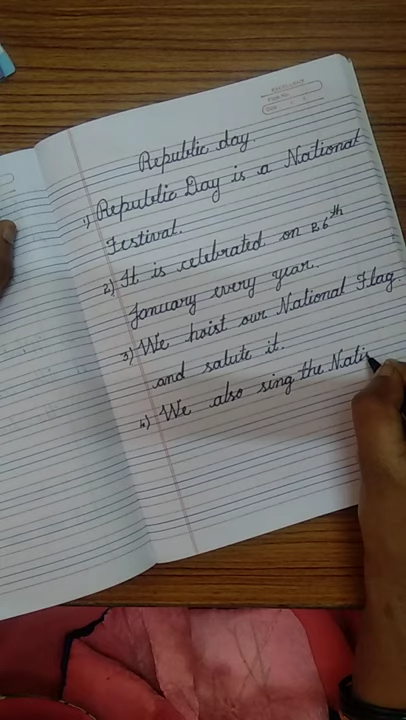 Republic day.
1) Republic Day is a National
Festival.
2) It is celebrated on 26th
January every year.
3) We hoist our National Flag.
and salute it.
4) We also sing the Nati